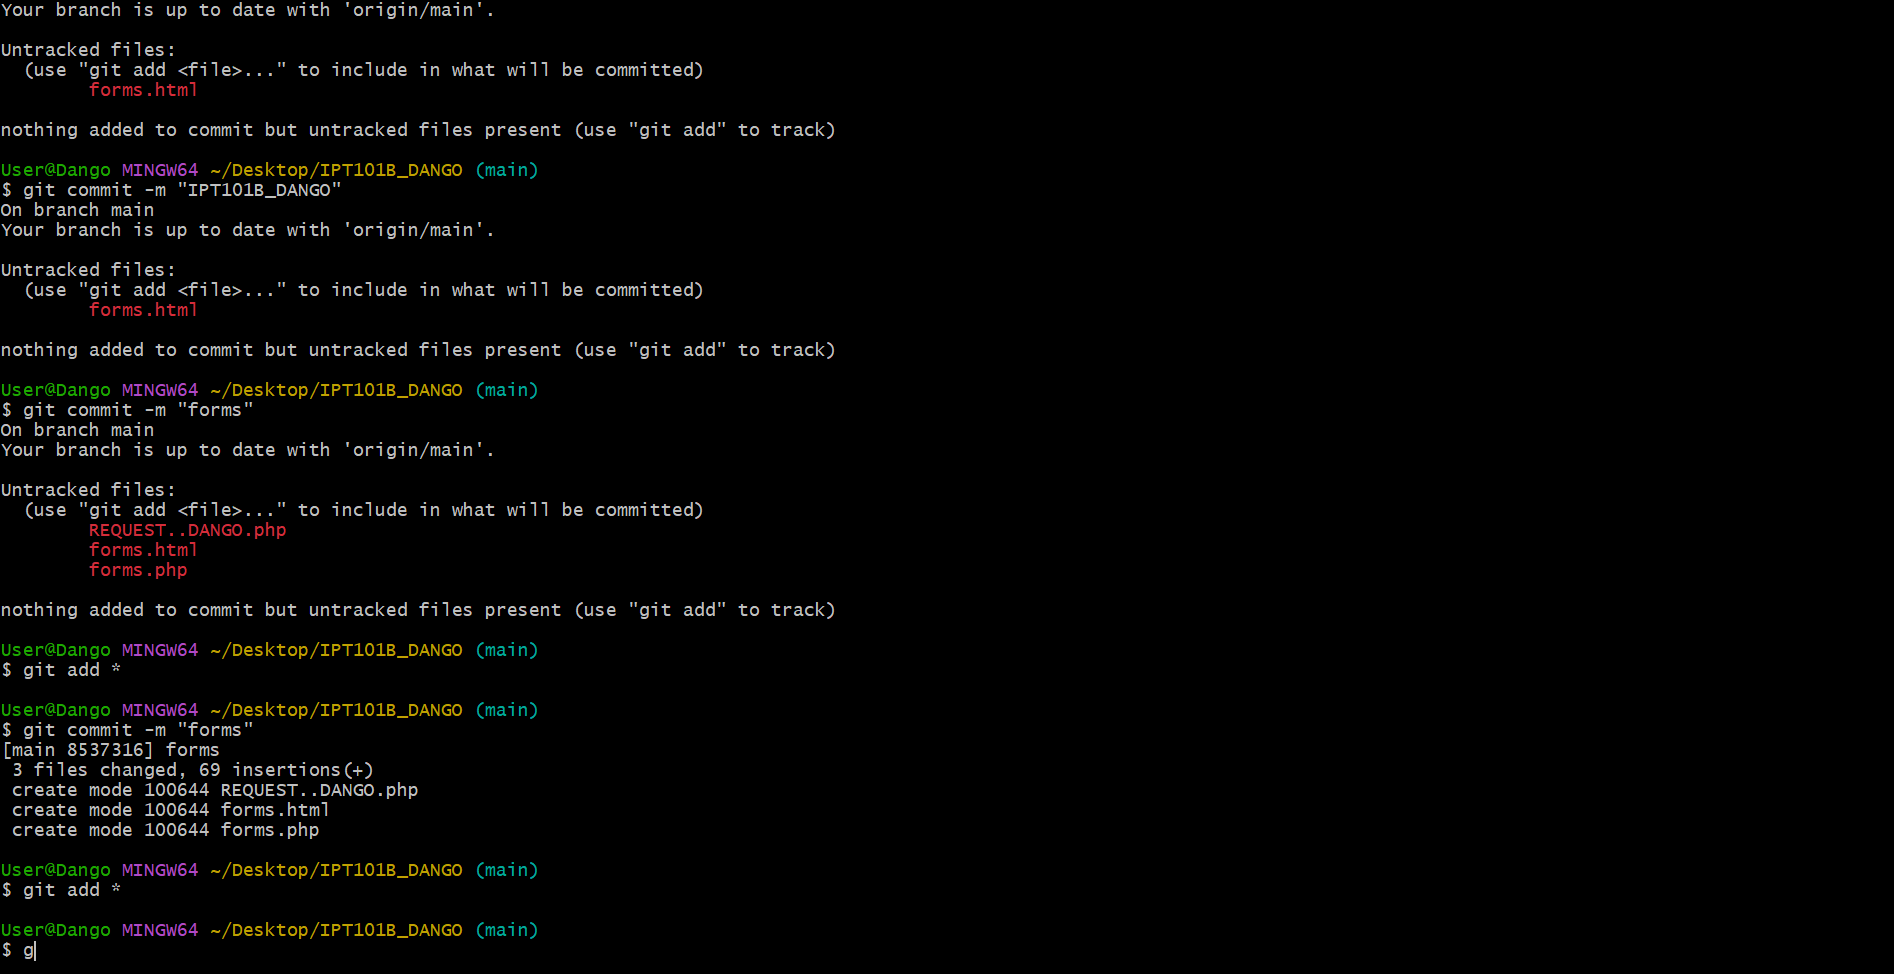 Your branch is up to date with 'origin/main'.
Untracked files:
  (use "git add <file>..." to include in what will be committed)
        forms.html
nothing added to commit but untracked files present (use "git add" to track)
User@Dango MINGW64 ~/Desktop/IPT101B_DANGO (main)
$ git commit -m "IPT101B_DANGO"
On branch main
Your branch is up to date with 'origin/main'.
Untracked files:
  (use "git add <file>..." to include in what will be committed)
        forms.html
nothing added to commit but untracked files present (use "git add" to track)
User@Dango MINGW64 ~/Desktop/IPT101B_DANGO (main)
$ git commit -m "forms"
On branch main
Your branch is up to date with 'origin/main'.
Untracked files:
  (use "git add <file>..." to include in what will be committed)
        REQUEST..DANGO.php
        forms.html
        forms.php
nothing added to commit but untracked files present (use "git add" to track)
User@Dango MINGW64 ~/Desktop/IPT101B_DANGO (main)
$ git add *
User@Dango MINGW64 ~/Desktop/IPT101B_DANGO (main)
$ git commit -m "forms"
[main 8537316] forms
 3 files changed, 69 insertions(+)
 create mode 100644 REQUEST..DANGO.php
 create mode 100644 forms.html
 create mode 100644 forms.php
User@Dango MINGW64 ~/Desktop/IPT101B_DANGO (main)
$ git add *
User@Dango MINGW64 ~/Desktop/IPT101B_DANGO (main)
$ g